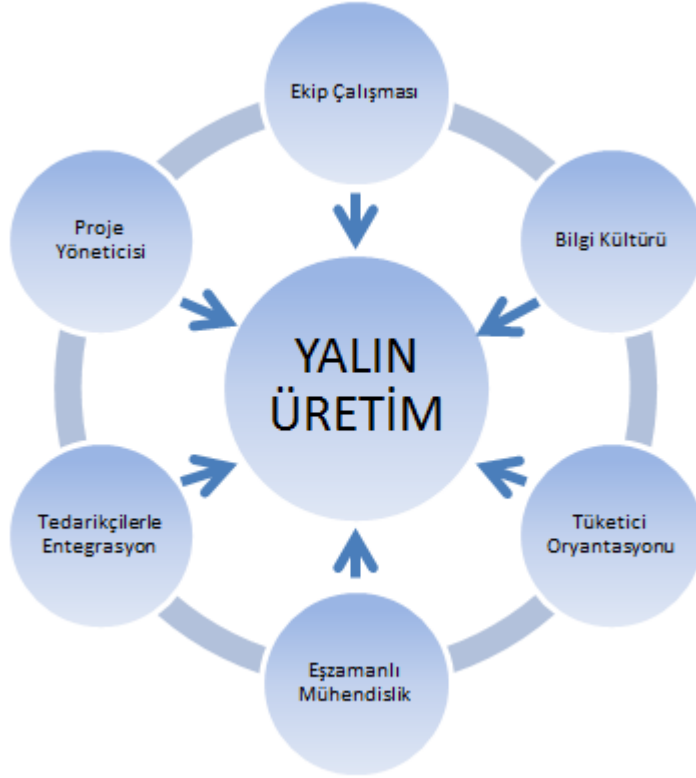 Ekip Çalışması
Proje
Yöneticisi
Bilgi Kültürü
YALIN
ÜRETİM
Tedarikçilerle
Entegrasyon
Tüketici
Oryantasyonu
Eşzamanlı
Mühendislik